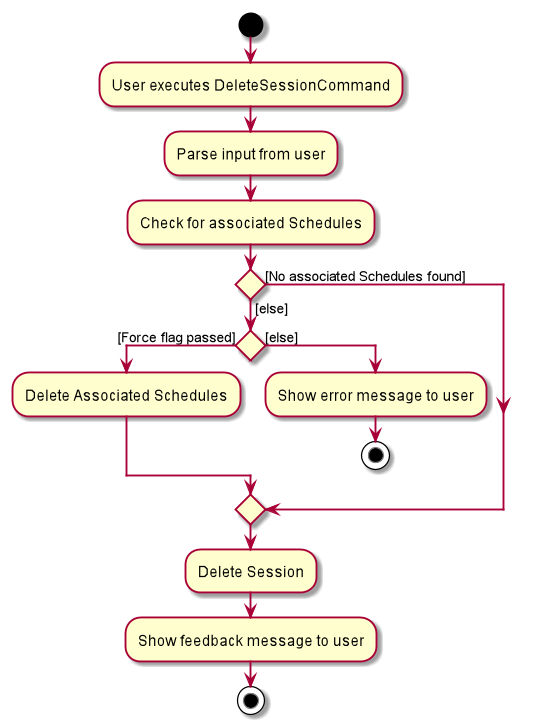 User executes DeleteSessionCommand
Parse input from user
Check for associated Schedules
[No associated Schedules found]
[else]
[Force flag passed]
[else]
Delete Associated Schedules
Show error message to user
Delete Session
Show feedback message to user